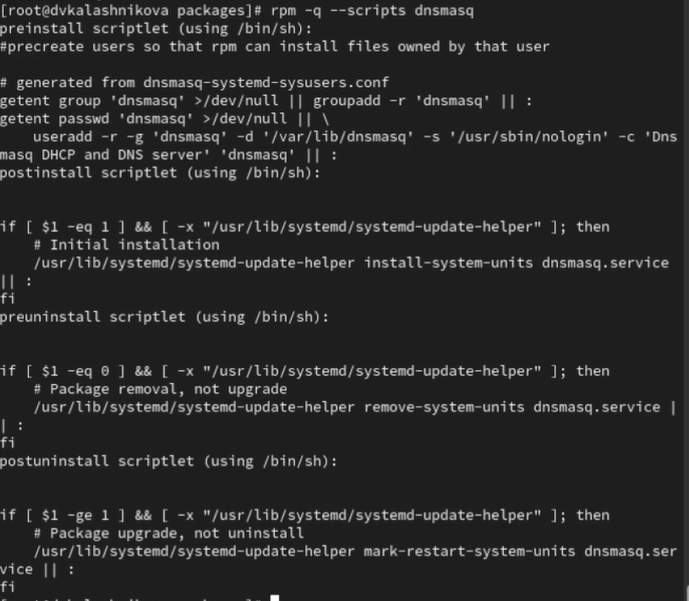 [root@dvkalashnikova packages]# rpm -q --scripts dnsmasq
preinstall scriptlet (using /bin/sh):
#precreate users so that rpm can install files owned by that user

# generated from dnsmasq-systemd-sysusers.conf
getent group 'dnsmasq' >/dev/null || groupadd -r 'dnsmasq' || :
getent passwd 'dnsmasq' >/dev/null || \
    useradd -r -g 'dnsmasq' -d '/var/lib/dnsmasq' -s '/usr/sbin/nologin' -c 'Dns
masq DHCP and DNS server' 'dnsmasq' || :
postinstall scriptlet (using /bin/sh):


if [ $1 -eq 1 ] && [ -x "/usr/lib/systemd/systemd-update-helper" ]; then
    # Initial installation
    /usr/lib/systemd/systemd-update-helper install-system-units dnsmasq.service
|| :
fi
preuninstall scriptlet (using /bin/sh):


if [ $1 -eq 0 ] && [ -x "/usr/lib/systemd/systemd-update-helper" ]; then
    # Package removal, not upgrade
    /usr/lib/systemd/systemd-update-helper remove-system-units dnsmasq.service |
| :
fi
postuninstall scriptlet (using /bin/sh):


if [ $1 -ge 1 ] && [ -x "/usr/lib/systemd/systemd-update-helper" ]; then
    # Package upgrade, not uninstall
    /usr/lib/systemd/systemd-update-helper mark-restart-system-units dnsmasq.ser
vice || :
fi